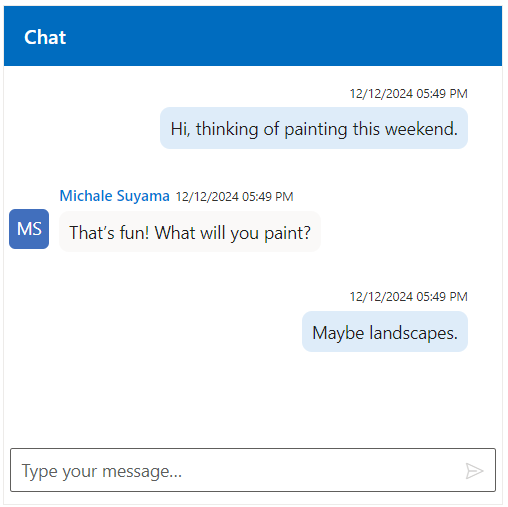 Chat
12/12/2024 05:49 PM
Hi, thinking of painting this weekend.
Michale Suyama 12/12/2024 05:49 PM
MS
That’s fun! What will you paint?
12/12/2024 05:49 PM
Maybe landscapes.
Type your message…